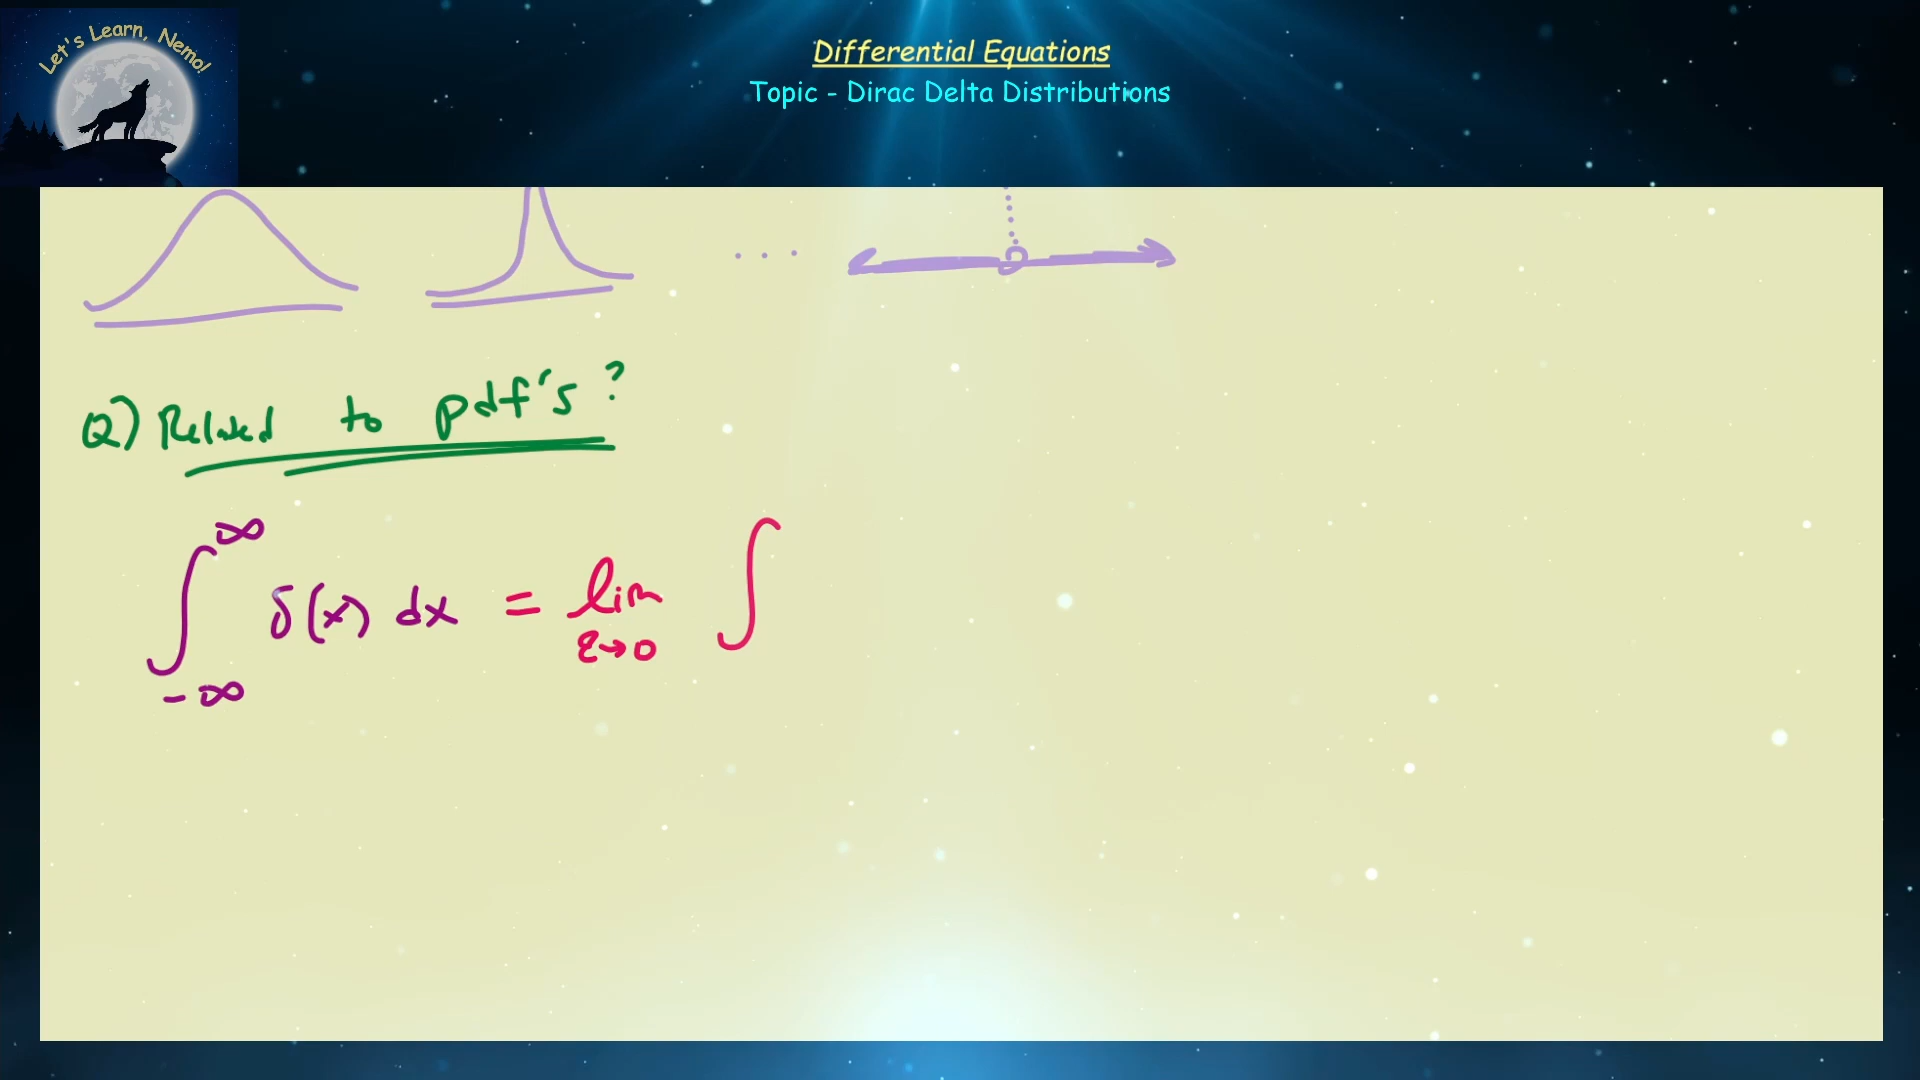 Let's Learn, Nemo!
Differential Equations
Topic - Dirac Delta Distributions
. . .
Q) Related to pdf's ?
∫_{-∞}^{∞} δ(x) dx = lim_{ε→0} ∫